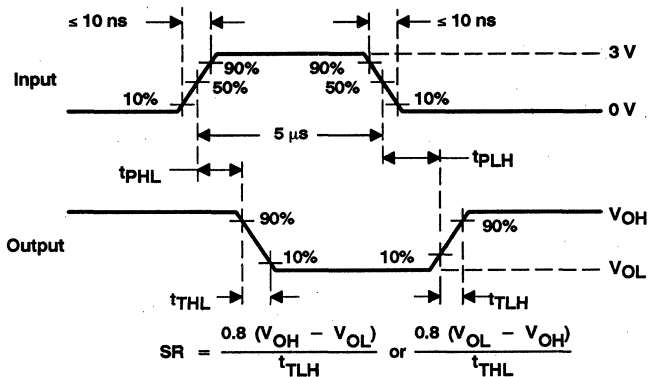 ≤ 10 ns
≤ 10 ns
3 V
90%
90%
Input
50%
50%
10%
10%
0 V
5 µs
tPHL
tPLH
VOH
90%
90%
Output
10%
10%
VOL
tTHL
tTLH
SR = 0.8 (VOH − VOL) / tTLH or 0.8 (VOL − VOH) / tTHL